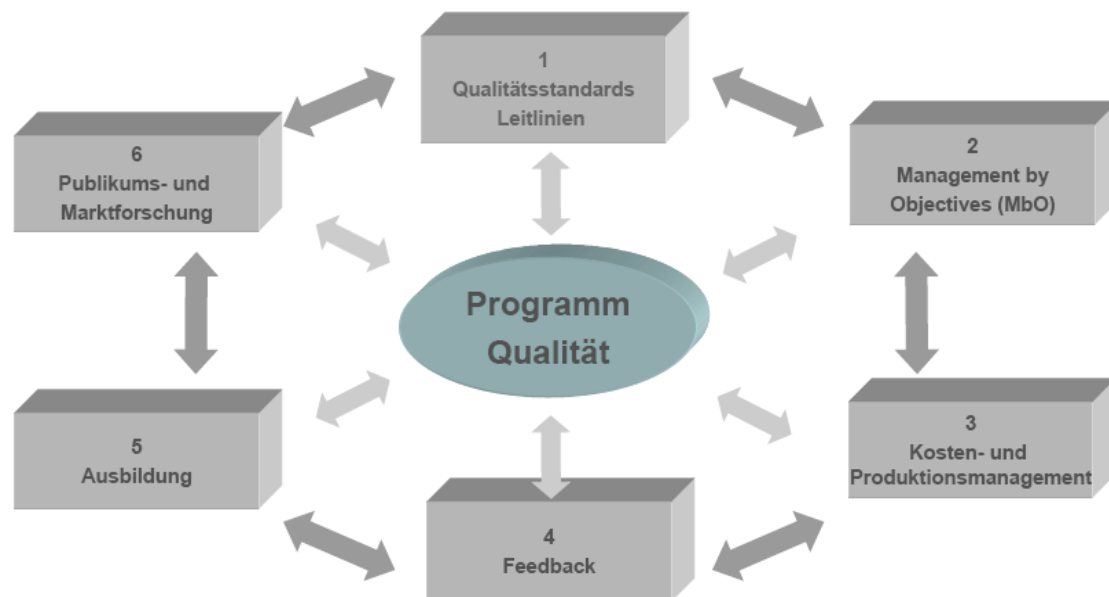 1
Qualitätsstandards
Leitlinien
2
Management by
Objectives (MbO)
3
Kosten- und
Produktionsmanagement
4
Feedback
5
Ausbildung
6
Publikums- und
Marktforschung
Programm
Qualität